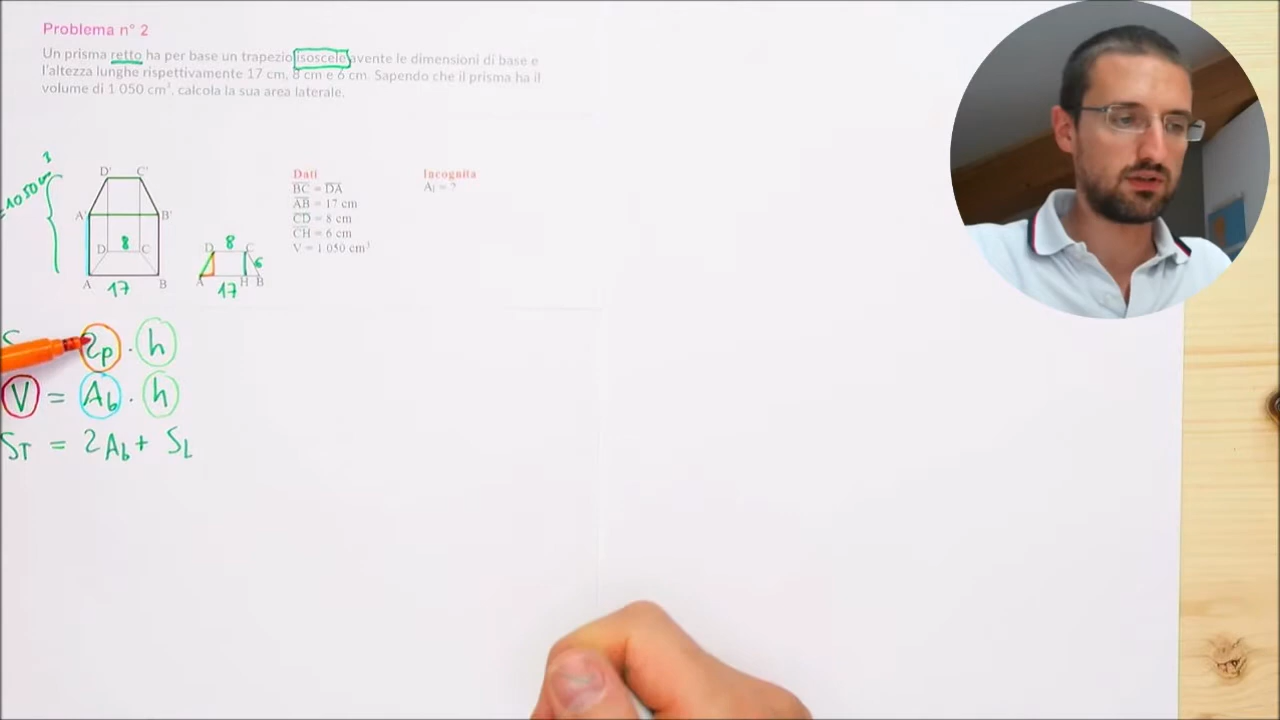 Problema n° 2
Un prisma retto ha per base un trapezio isoscele avente le dimensioni di base e
l'altezza lunghe rispettivamente 17 cm, 8 cm e 6 cm. Sapendo che il prisma ha il
volume di 1 050 cm³, calcola la sua area laterale.
=1050 cm³
D' C'
A' B'
D 8 C
A 17 B
D 8 C
6
A 17 H B
Dati
BC = DA
AB = 17 cm
CD = 8 cm
CH = 6 cm
V = 1 050 cm³
Incognita
Al = ?
2p · h
V = Ab · h
ST = 2Ab + SL